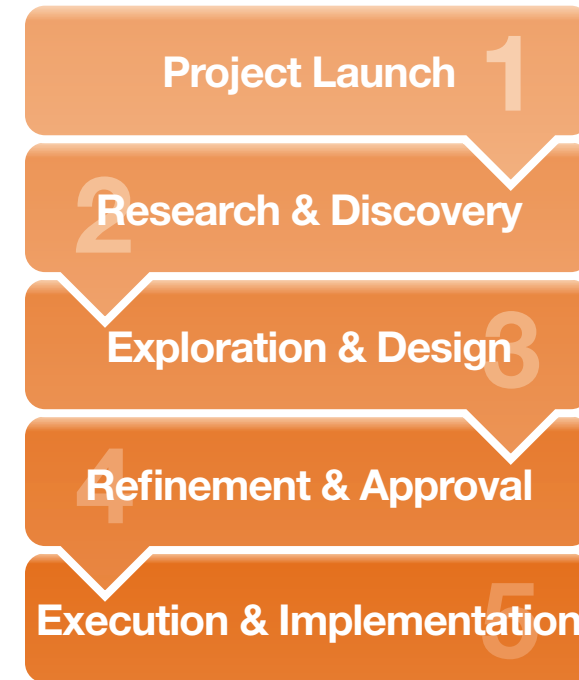 Project Launch 1
2 Research & Discovery
Exploration & Design 3
4 Refinement & Approval
Execution & Implementation 5